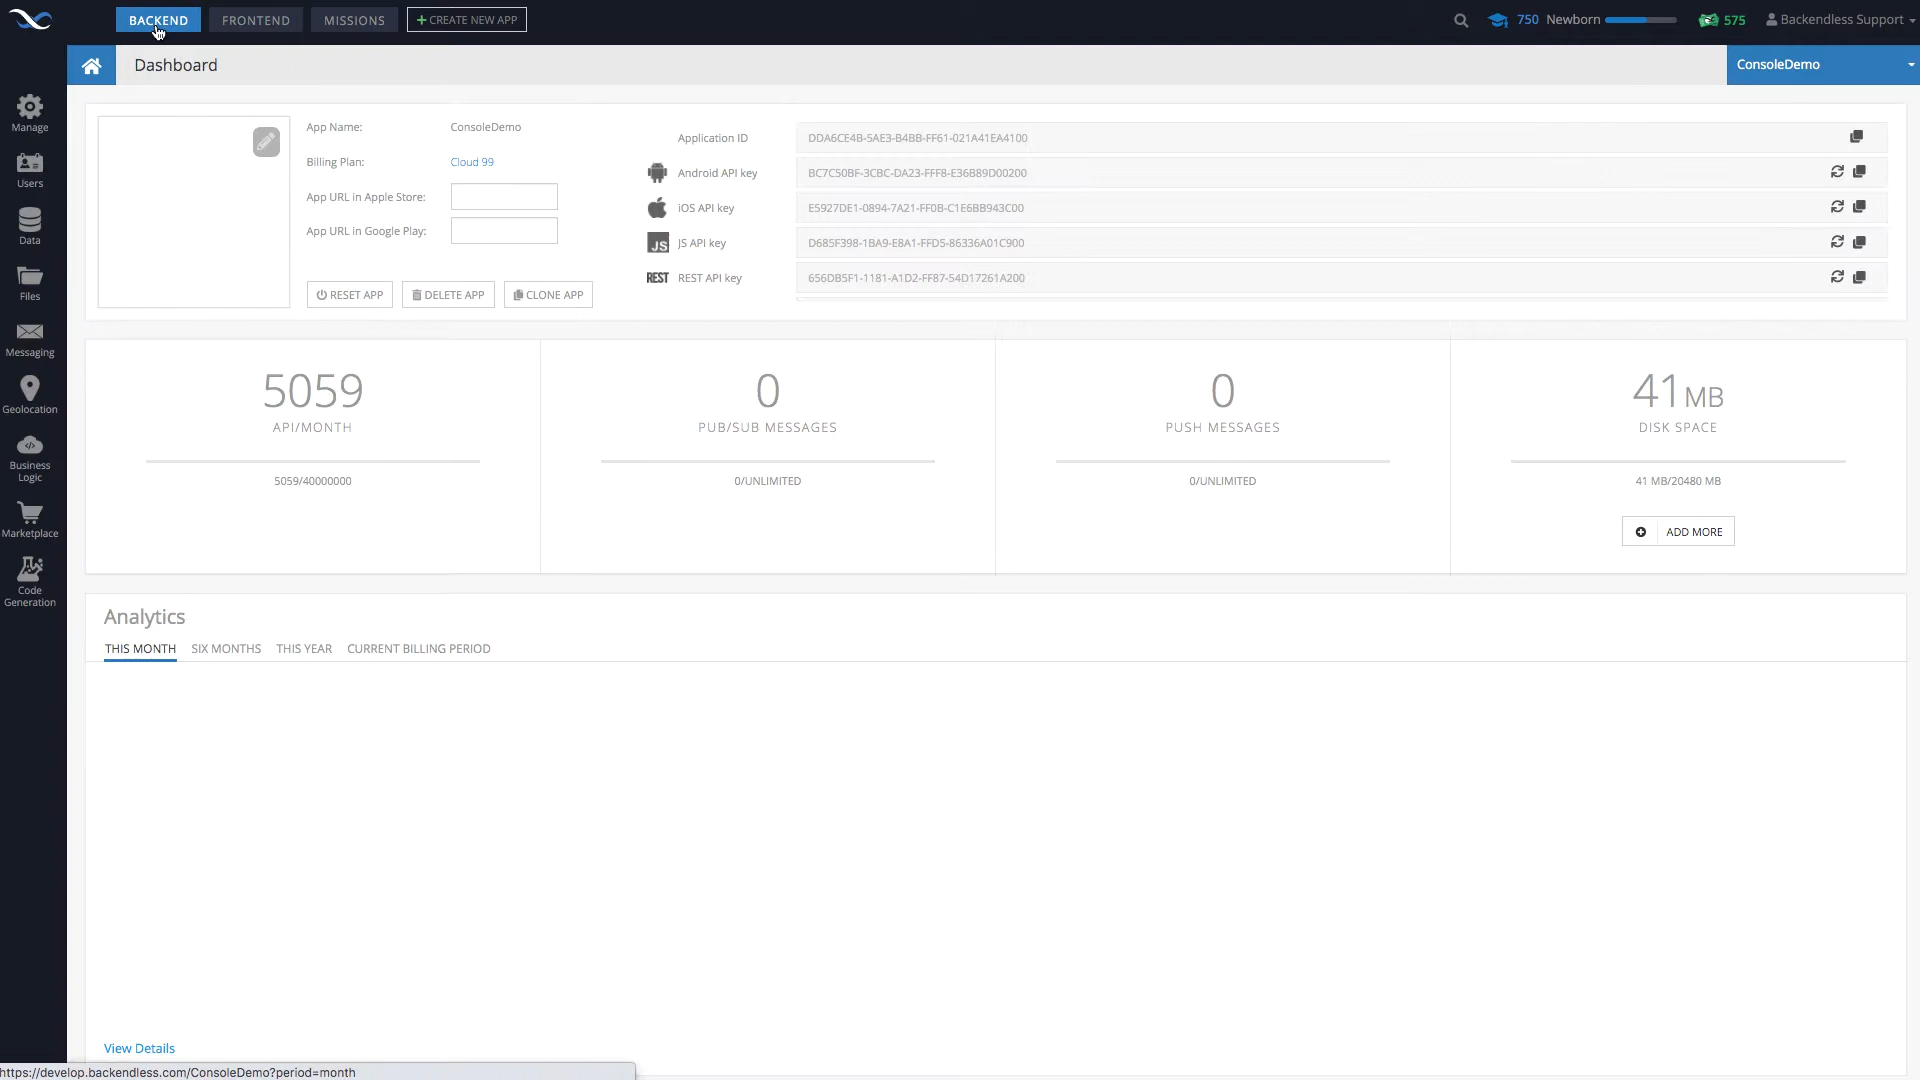 BACKEND FRONTEND MISSIONS +CREATE NEW APP 750 Newborn 575 Backendless Support
Dashboard ConsoleDemo
Manage
Users
Data
Files
Messaging
Geolocation
Business
Logic
Marketplace
Code
Generation
App Name: ConsoleDemo
Billing Plan: Cloud 99
App URL in Apple Store:
App URL in Google Play:
RESET APP DELETE APP CLONE APP
Application ID DDA6CE4B-5AE3-B4BB-FF61-021A41EA4100
Android API key BC7C50BF-3CBC-DA23-FFF8-E36B89D00200
iOS API key E5927DE1-0894-7A21-FF0B-C1E6BB943C00
JS JS API key D685F398-1BA9-E8A1-FFD5-86336A01C900
REST REST API key 656DB5F1-1181-A1D2-FF87-54D17261A200
5059
API/MONTH
5059/40000000
0
PUB/SUB MESSAGES
0/UNLIMITED
0
PUSH MESSAGES
0/UNLIMITED
41 MB
DISK SPACE
41 MB/20480 MB
ADD MORE
Analytics
THIS MONTH SIX MONTHS THIS YEAR CURRENT BILLING PERIOD
View Details
https://develop.backendless.com/ConsoleDemo?period=month